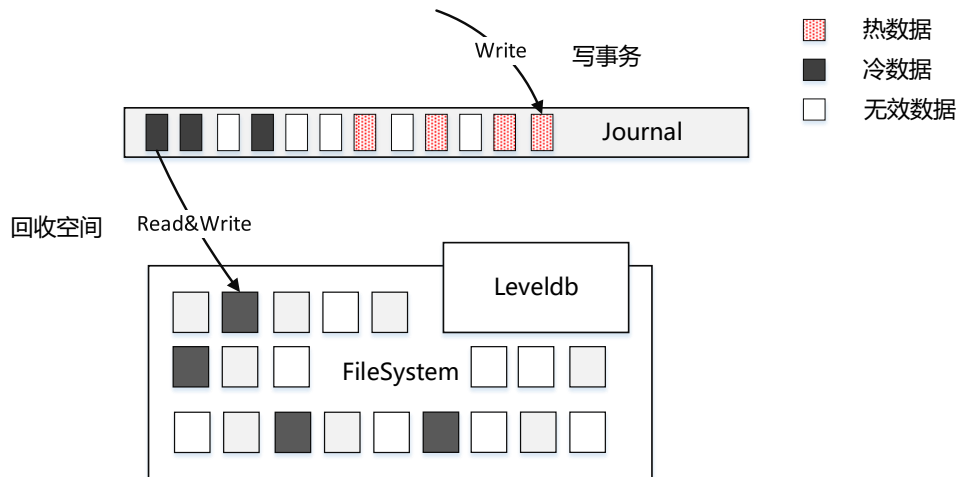 Write
写事务
热数据
冷数据
无效数据
Journal
回收空间
Read&Write
Leveldb
FileSystem